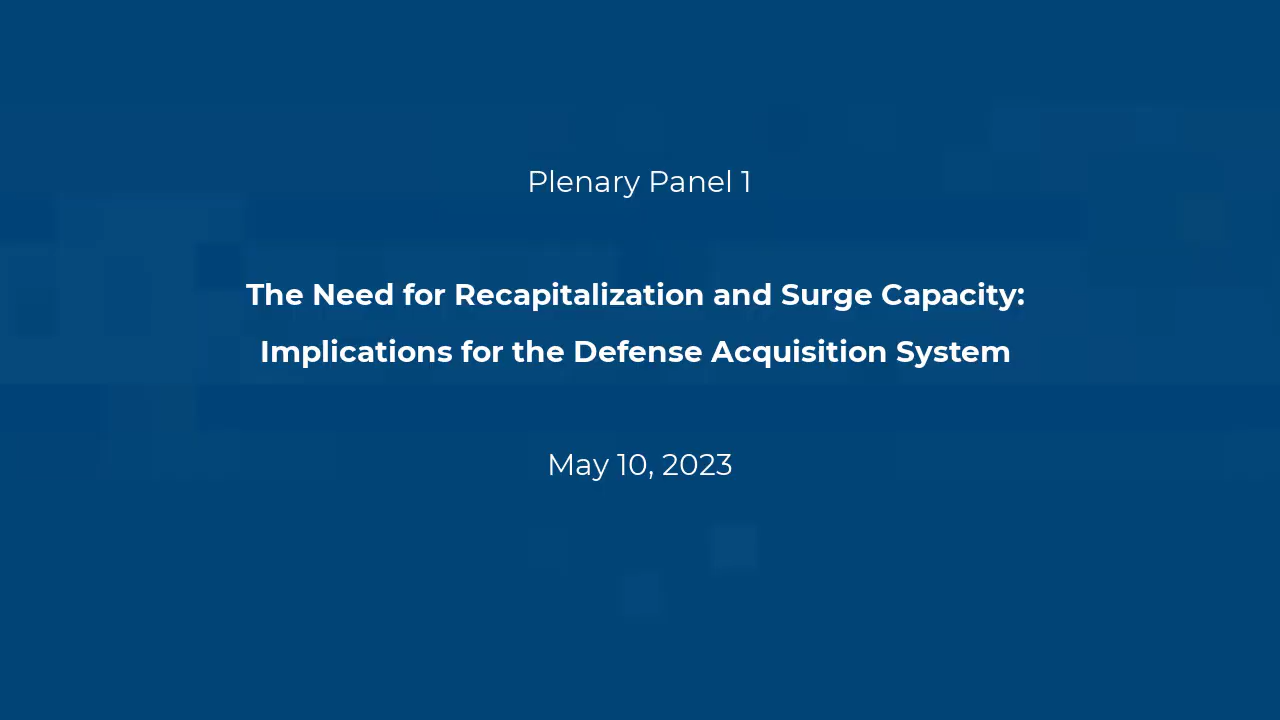 Plenary Panel 1
The Need for Recapitalization and Surge Capacity:
Implications for the Defense Acquisition System
May 10, 2023